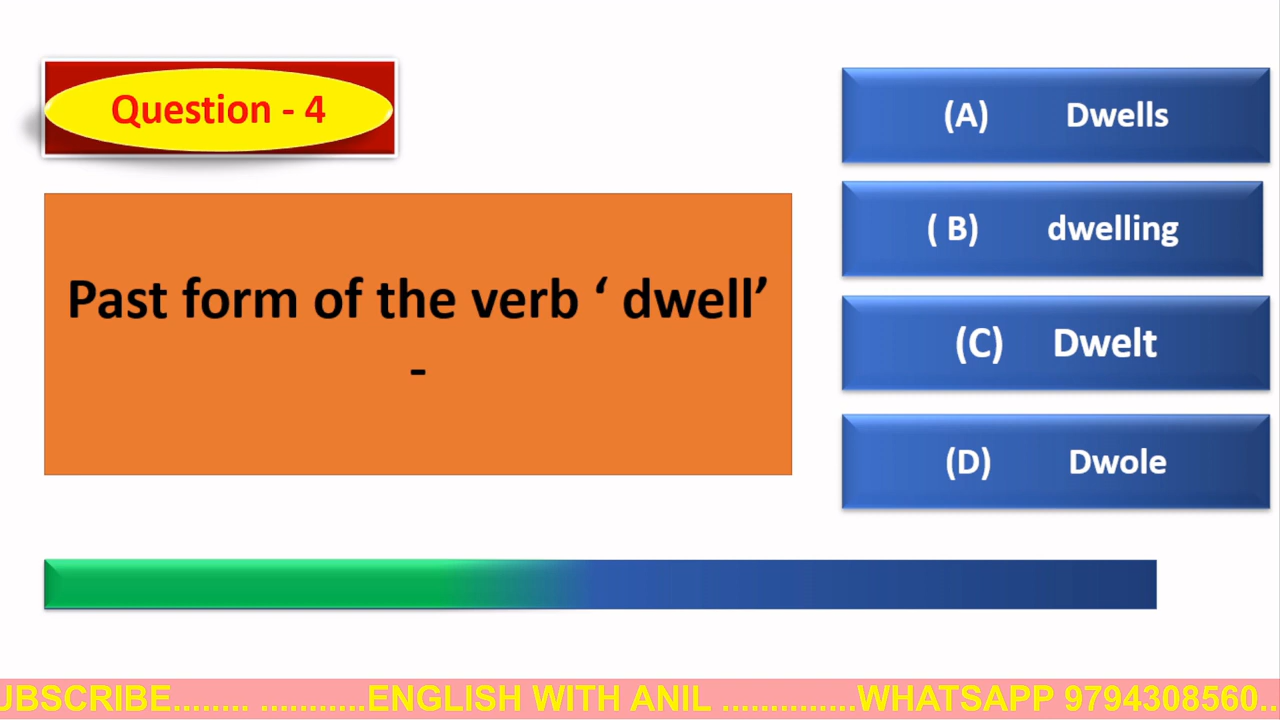 Question - 4
Past form of the verb ‘ dwell’
-
(A) Dwells
( B) dwelling
(C) Dwelt
(D) Dwole
UBSCRIBE........ ...........ENGLISH WITH ANIL ..............WHATSAPP 9794308560..